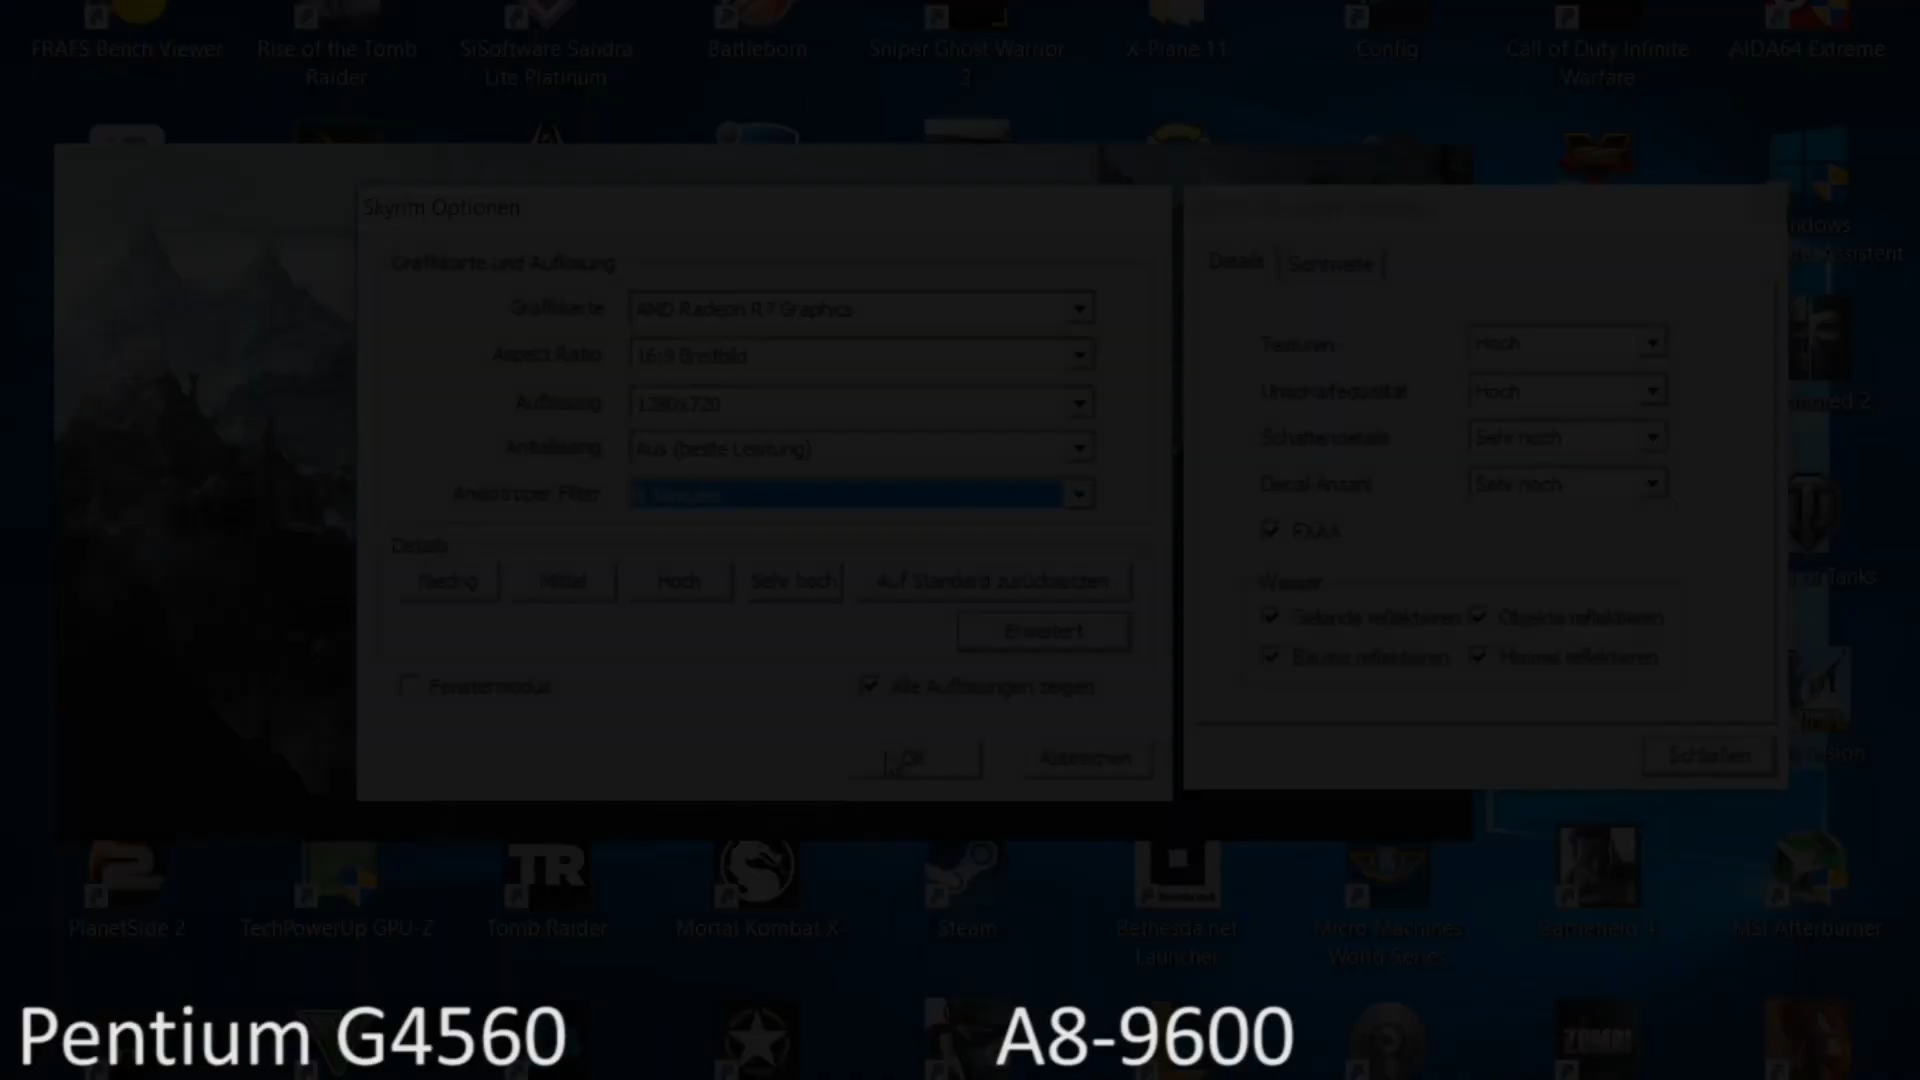 FRAFS Bench Viewer
Rise of the Tomb
Raider
SiSoftware Sandra
Lite Platinum
Battleborn
Sniper Ghost Warrior
X-Plane 11
Config
Call of Duty Infinite
Warfare
AIDA64 Extreme
Skyrim Optionen
Grafikkarte und Auflösung
Grafikkarte
AMD Radeon R7 Graphics
Aspect Ratio
16:9 Breitbild
Auflösung
1280x720
Antialiasing
Aus (beste Leistung)
Anisotroper Filter
Details
Niedrig
Mittel
Hoch
Sehr hoch
Auf Standard zurücksetzen
Erweitert
Fenstermodus
Alle Auflösungen zeigen
OK
Abbrechen
Details
Sichtweite
Texturen
Hoch
Unschärfequalität
Hoch
Schattendetails
Sehr hoch
Decal-Anzahl
Sehr hoch
FXAA
Wasser
Gelände reflektieren
Objekte reflektieren
Bäume reflektieren
Himmel reflektieren
Schließen
PlanetSide 2
TechPowerUp GPU-Z
TR
Tomb Raider
Mortal Kombat X
Steam
Bethesda.net
Launcher
Micro Machines
World Series
Battlefield 4
MSI Afterburner
Pentium G4560
A8-9600